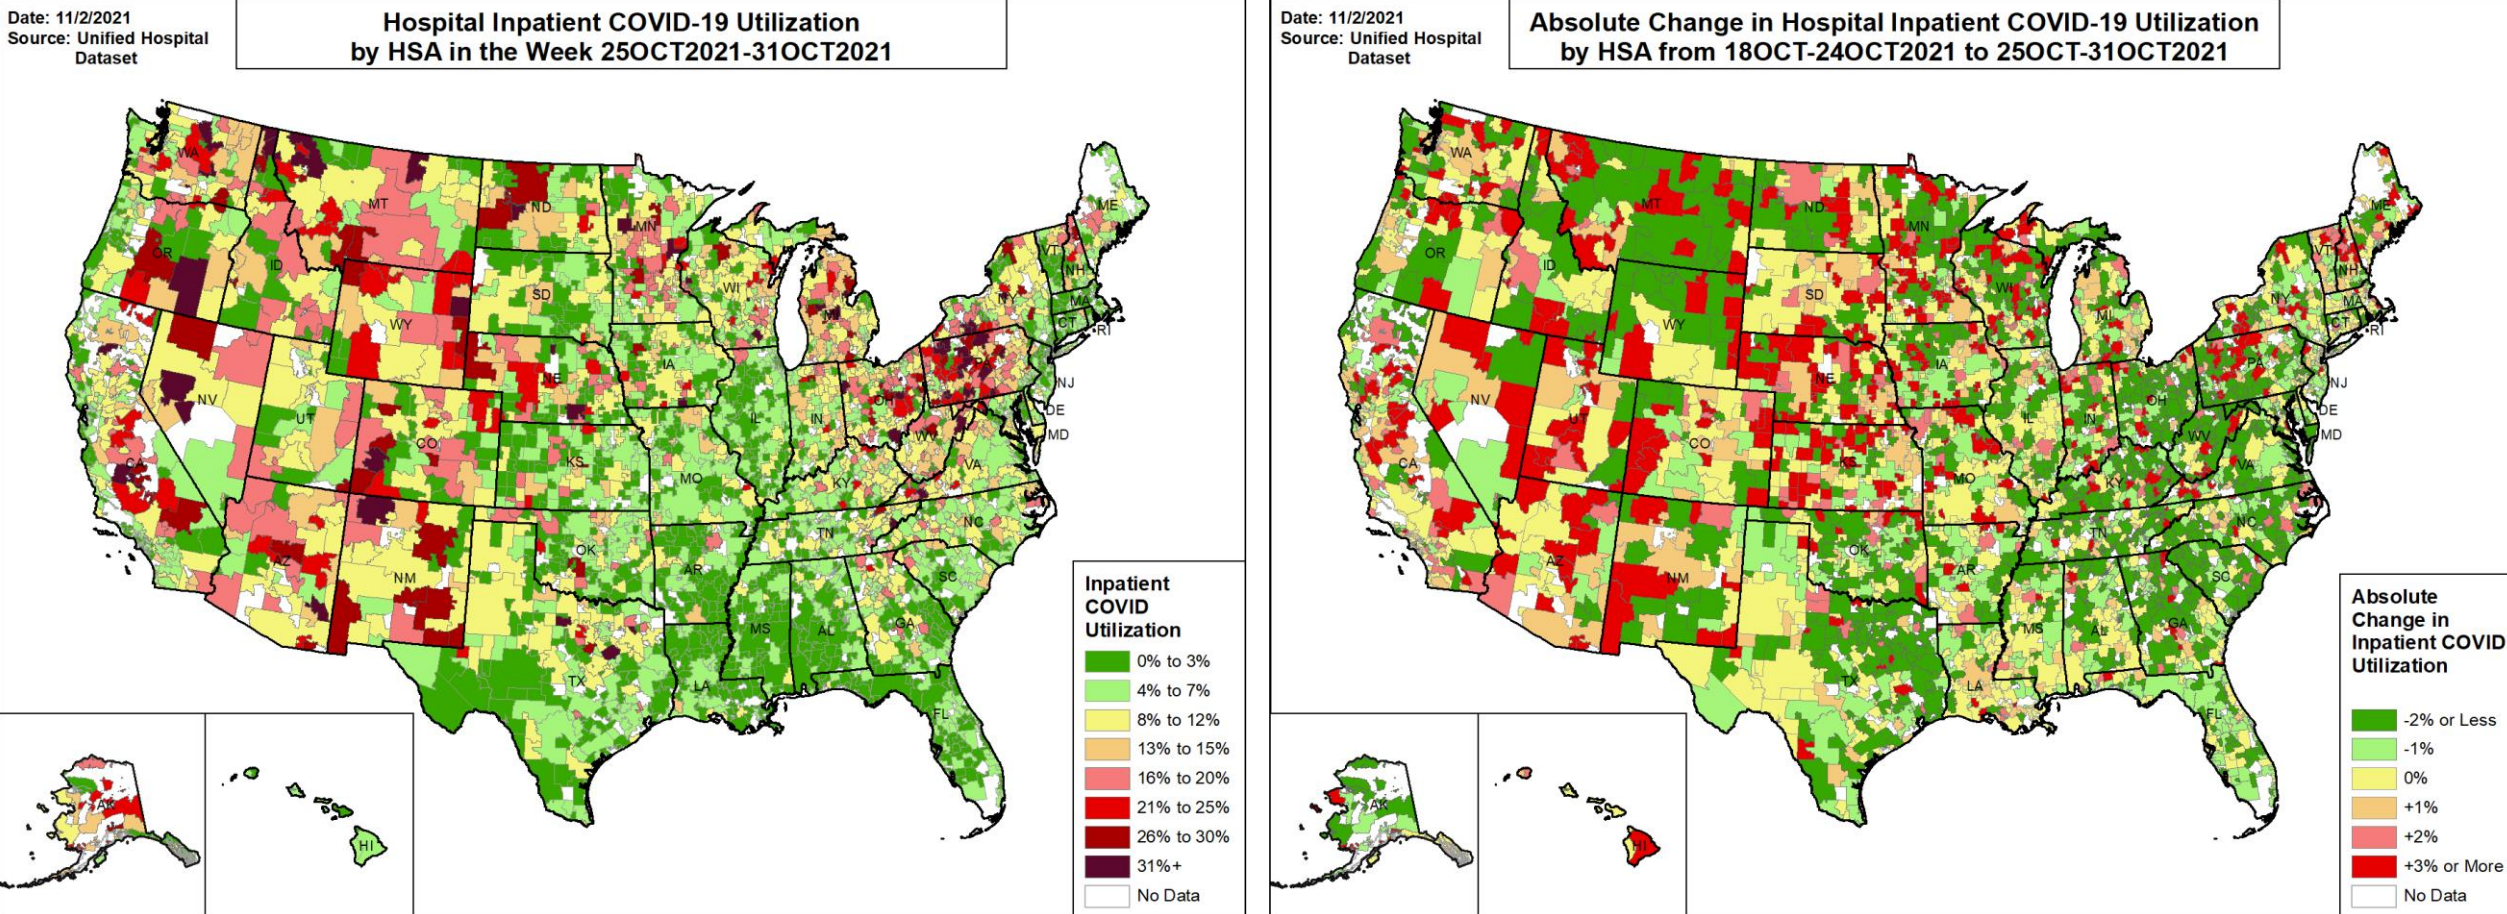 Date: 11/2/2021
Source: Unified Hospital
Dataset
Hospital Inpatient COVID-19 Utilization
by HSA in the Week 25OCT2021-31OCT2021
WA
MT
ND
MN
ME
OR
ID
SD
WI
MI
NY
VT
NH
MA
CT
RI
WY
NE
IA
PA
NJ
NV
UT
CO
KS
MO
IL
IN
OH
WV
DE
MD
CA
AZ
NM
OK
AR
KY
VA
TN
NC
SC
TX
LA
MS
AL
GA
FL
AK
HI
Inpatient
COVID
Utilization
0% to 3%
4% to 7%
8% to 12%
13% to 15%
16% to 20%
21% to 25%
26% to 30%
31%+
No Data
Date: 11/2/2021
Source: Unified Hospital
Dataset
Absolute Change in Hospital Inpatient COVID-19 Utilization
by HSA from 18OCT-24OCT2021 to 25OCT-31OCT2021
WA
MT
ND
MN
ME
OR
ID
SD
WI
MI
NY
VT
NH
MA
CT
RI
WY
NE
IA
PA
NJ
NV
UT
CO
KS
MO
IL
IN
OH
WV
DE
MD
CA
AZ
NM
OK
AR
KY
VA
TN
NC
SC
TX
LA
MS
AL
GA
FL
AK
HI
Absolute
Change in
Inpatient COVID
Utilization
-2% or Less
-1%
0%
+1%
+2%
+3% or More
No Data